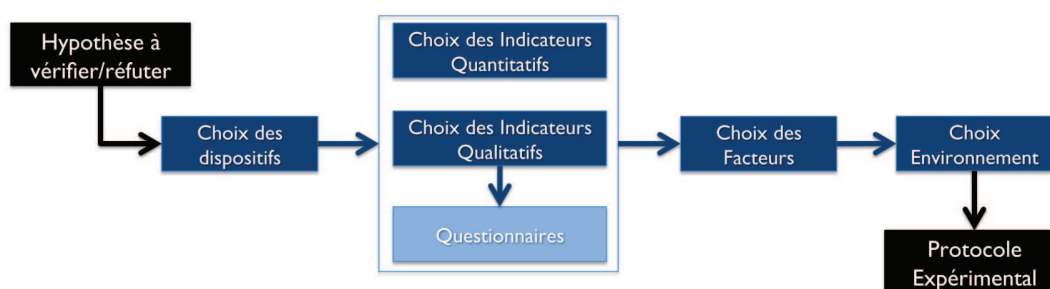 Hypothèse à
vérifier/réfuter
Choix des
dispositifs
Choix des Indicateurs
Quantitatifs
Choix des Indicateurs
Qualitatifs
Questionnaires
Choix des
Facteurs
Choix
Environnement
Protocole
Expérimental